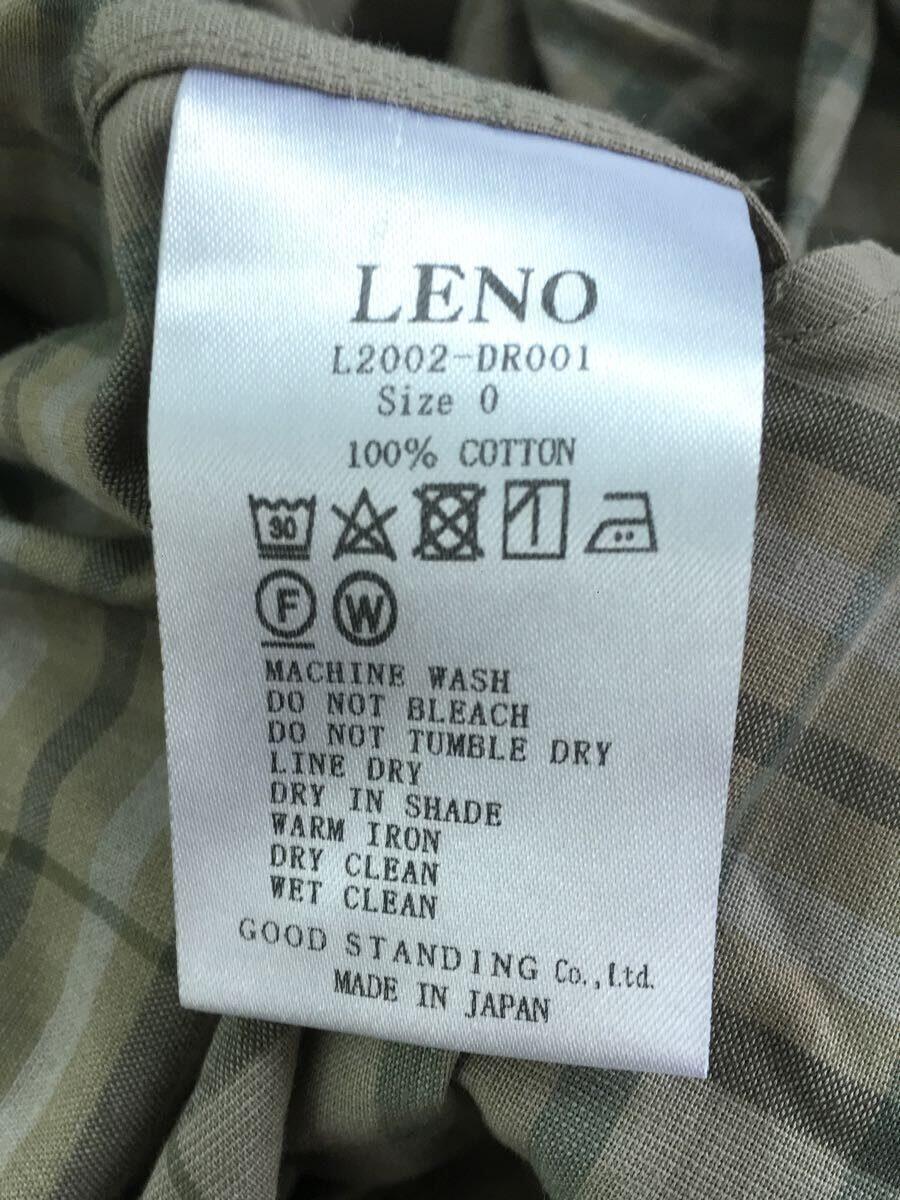 LENO
L2002-DR001
Size 0
100% COTTON
30
F W
MACHINE WASH
DO NOT BLEACH
DO NOT TUMBLE DRY
LINE DRY
DRY IN SHADE
WARM IRON
DRY CLEAN
WET CLEAN
GOOD STANDING Co.,Ltd.
MADE IN JAPAN